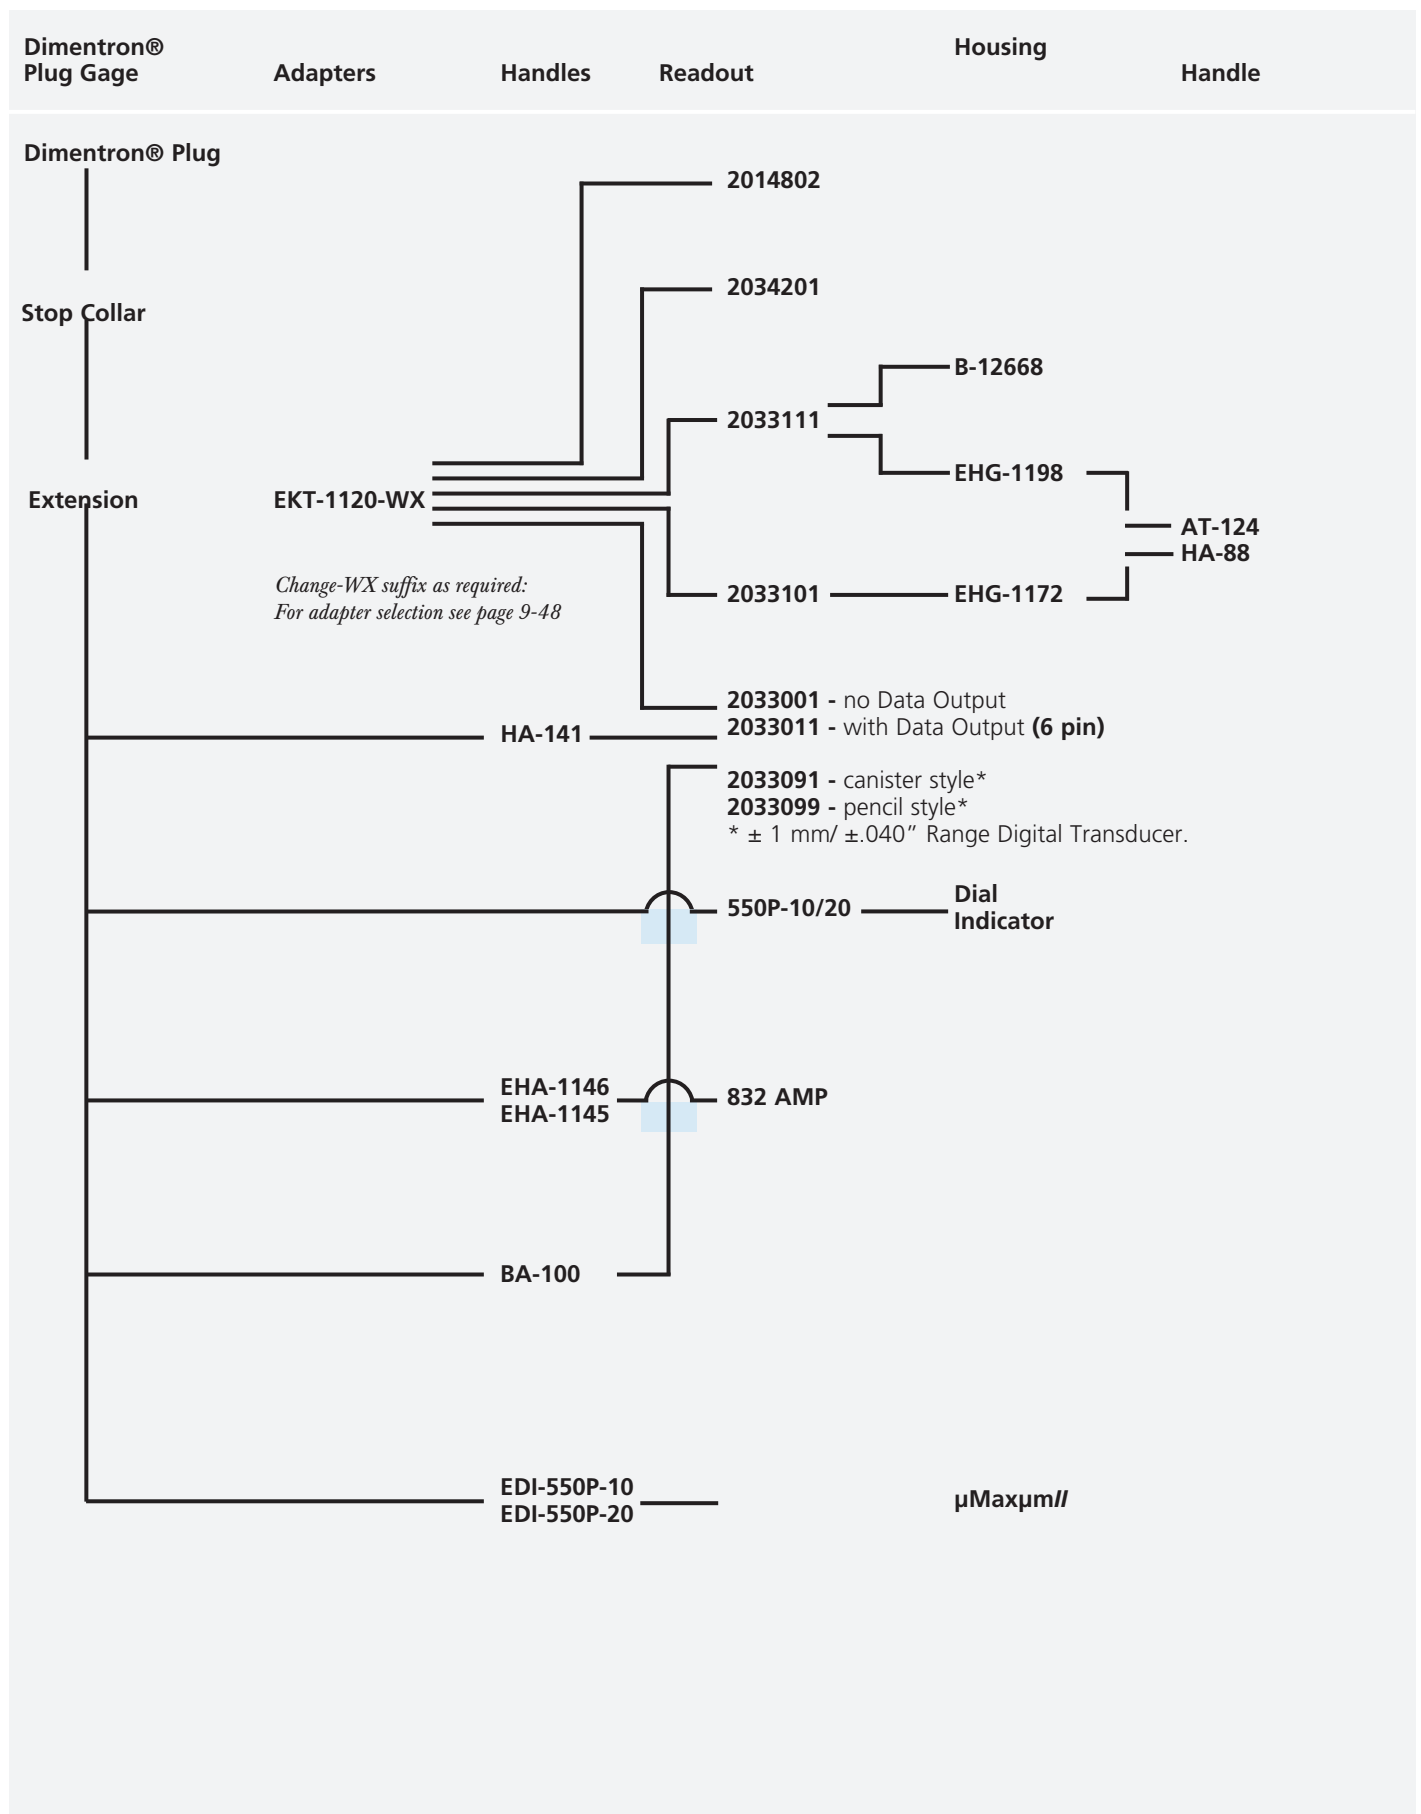 Dimentron®
Plug Gage
Adapters
Handles
Readout
Housing
Handle
Dimentron® Plug
2014802
2034201
Stop Collar
B-12668
2033111
EHG-1198
Extension
EKT-1120-WX
AT-124
HA-88
Change-WX suffix as required:
For adapter selection see page 9-48
2033101
EHG-1172
2033001 - no Data Output
2033011 - with Data Output (6 pin)
HA-141
2033091 - canister style*
2033099 - pencil style*
* ± 1 mm/ ±.040” Range Digital Transducer.
550P-10/20
Dial
Indicator
EHA-1146
EHA-1145
832 AMP
BA-100
EDI-550P-10
EDI-550P-20
µMaxµmII